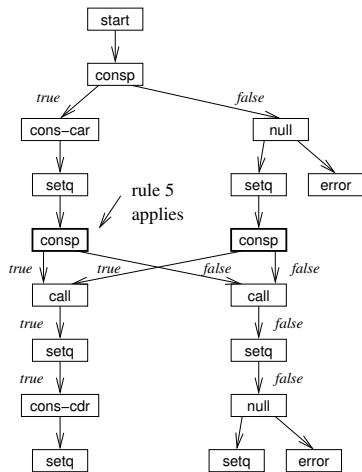 start
consp
true false
cons-car null
setq setq error
rule 5
applies
consp consp
true true false false
call call
true false
setq setq
true false
cons-cdr null
setq setq error